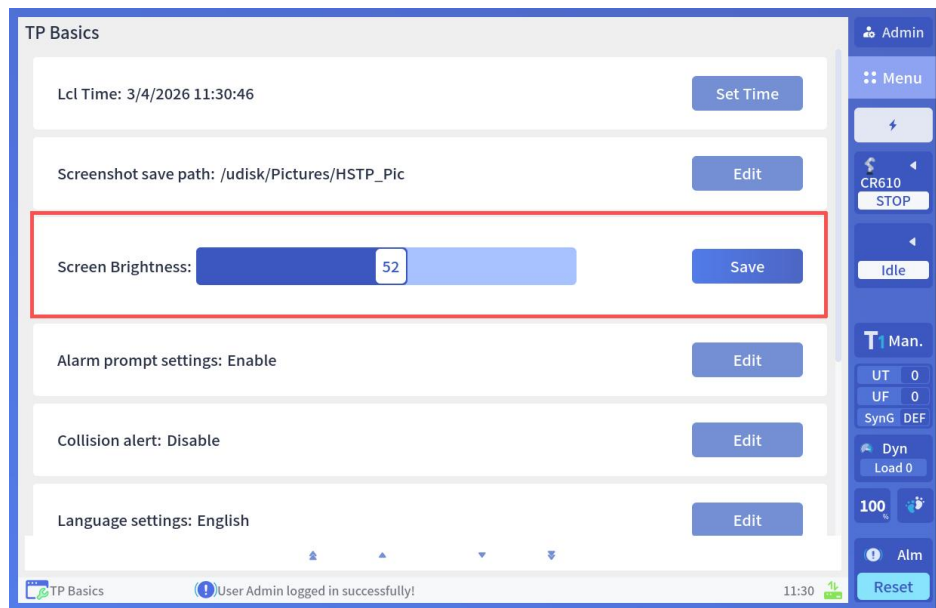 TP Basics
Lcl Time: 3/4/2026 11:30:46
Set Time
Screenshot save path: /udisk/Pictures/HSTP_Pic
Edit
Screen Brightness:
52
Save
Alarm prompt settings: Enable
Edit
Collision alert: Disable
Edit
Language settings: English
Edit
TP Basics
User Admin logged in successfully!
11:30
Admin
Menu
CR610
STOP
Idle
T1 Man.
UT 0
UF 0
SynG DEF
Dyn
Load 0
100 %
Alm
Reset